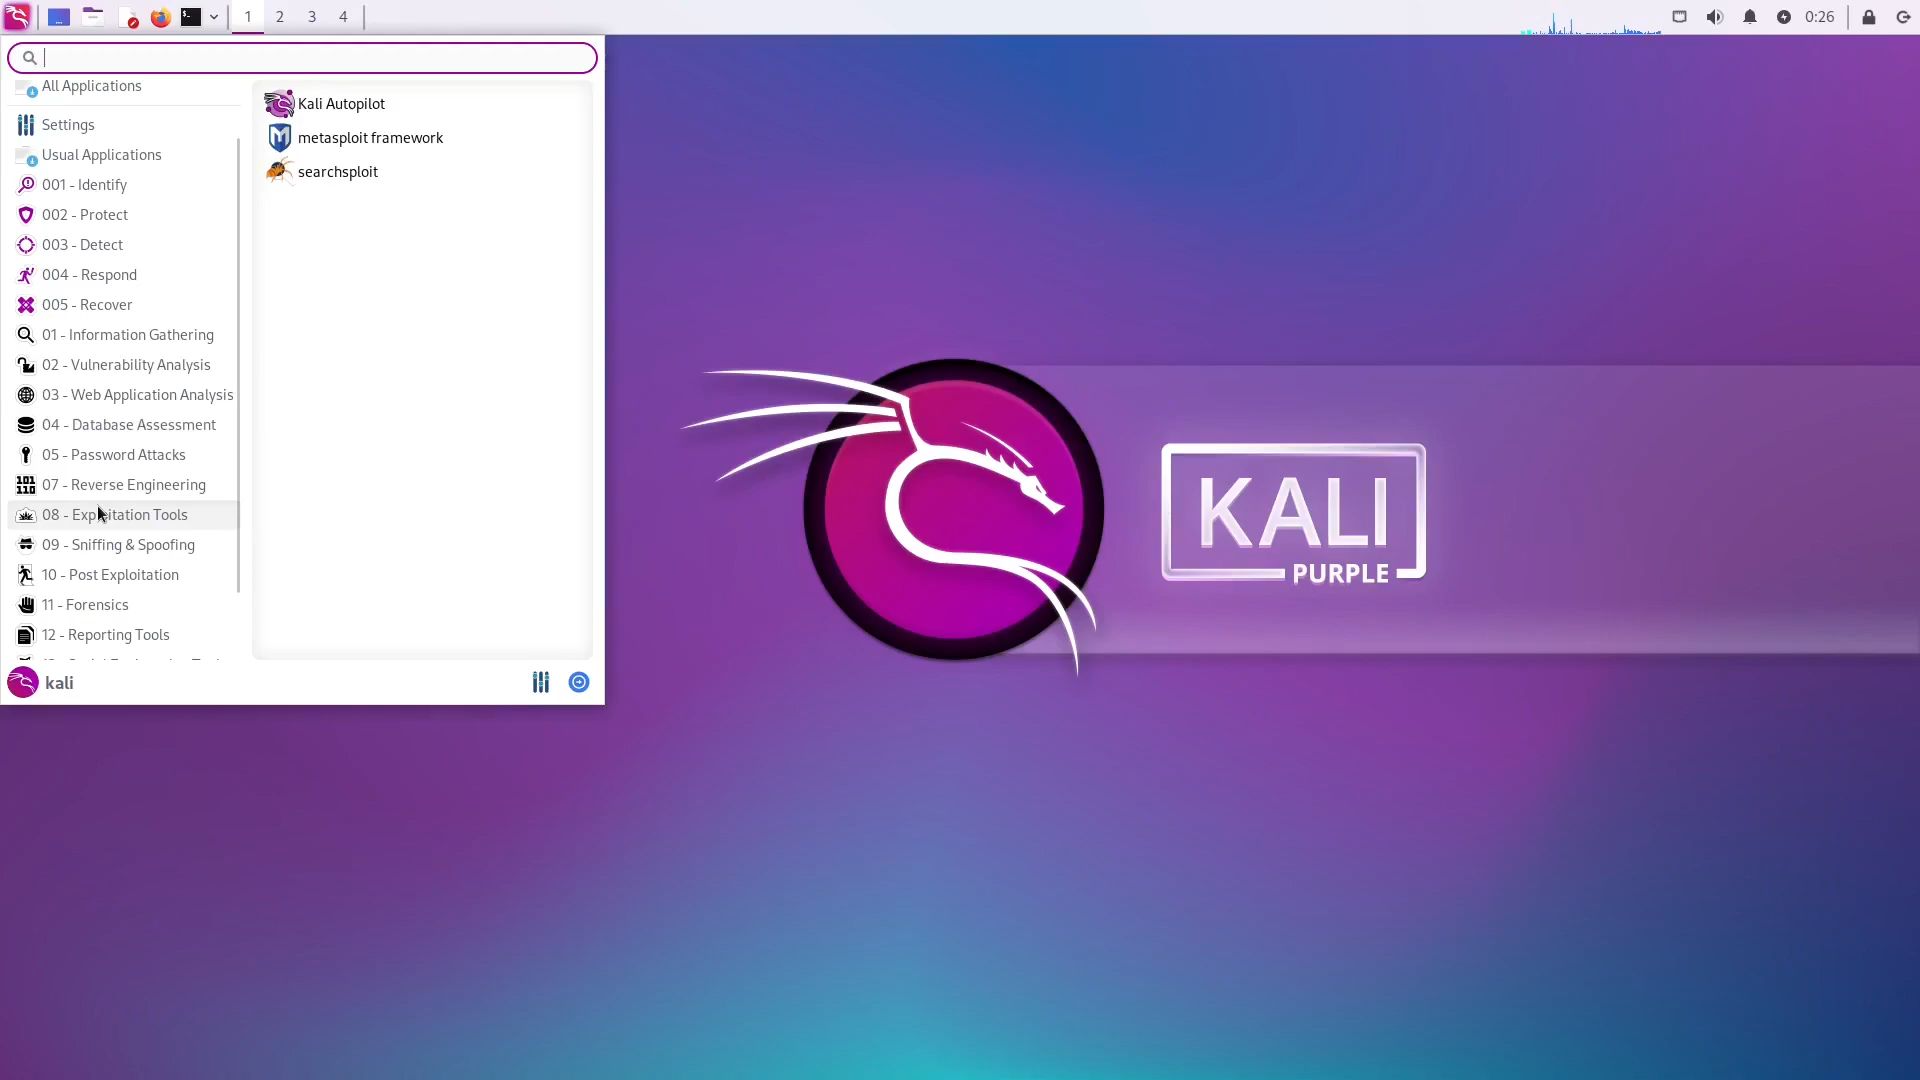 1 2 3 4
0:26
All Applications
Settings
Usual Applications
001 - Identify
002 - Protect
003 - Detect
004 - Respond
005 - Recover
01 - Information Gathering
02 - Vulnerability Analysis
03 - Web Application Analysis
04 - Database Assessment
05 - Password Attacks
07 - Reverse Engineering
08 - Exploitation Tools
09 - Sniffing & Spoofing
10 - Post Exploitation
11 - Forensics
12 - Reporting Tools
kali
Kali Autopilot
metasploit framework
searchsploit
KALI
PURPLE